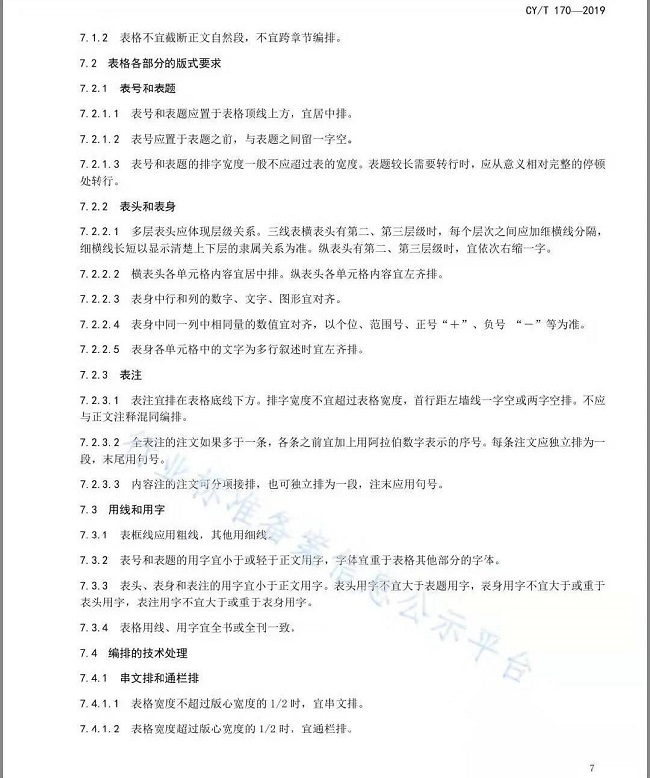 CY/T 170—2019
7.1.2 表格不宜截断正文自然段，不宜跨章节编排。
7.2 表格各部分的版式要求
7.2.1 表号和表题
7.2.1.1 表号和表题应置于表格顶线上方，宜居中排。
7.2.1.2 表号应置于表题之前，与表题之间留一字空。
7.2.1.3 表号和表题的排字宽度一般不应超过表的宽度。表题较长需要转行时，应从意义相对完整的停顿
处转行。
7.2.2 表头和表身
7.2.2.1 多层表头应体现层级关系。三线表横表头有第二、第三层级时，每个层次之间应加细横线分隔，
细横线长短以显示清楚上下层的隶属关系为准。纵表头有第二、第三层级时，宜依次右缩一字。
7.2.2.2 横表头各单元格内容宜居中排。纵表头各单元格内容宜左齐排。
7.2.2.3 表身中行和列的数字、文字、图形宜对齐。
7.2.2.4 表身中同一列中相同量的数值宜对齐，以个位、范围号、正号“＋”、负号 “－”等为准。
7.2.2.5 表身各单元格中的文字为多行叙述时宜左齐排。
7.2.3 表注
7.2.3.1 表注宜排在表格底线下方。排字宽度不宜超过表格宽度，首行距左墙线一字空或两字空排。不应
与正文注释混同编排。
7.2.3.2 全表注的注文如果多于一条，各条之前宜加上用阿拉伯数字表示的序号。每条注文应独立排为一
段，末尾用句号。
7.2.3.3 内容注的注文可分项接排，也可独立排为一段，注末应用句号。
7.3 用线和用字
7.3.1 表框线应用粗线，其他用细线。
7.3.2 表号和表题的用字宜小于或轻于正文用字，字体宜重于表格其他部分的字体。
7.3.3 表头、表身和表注的用字宜小于正文用字。表头用字不宜大于表题用字，表身用字不宜大于或重于
表头用字，表注用字不宜大于或重于表身用字。
7.3.4 表格用线、用字宜全书或全刊一致。
7.4 编排的技术处理
7.4.1 串文排和通栏排
7.4.1.1 表格宽度不超过版心宽度的 1/2 时，宜串文排。
7.4.1.2 表格宽度超过版心宽度的 1/2 时，宜通栏排。
行业标准备案信息公示平台
7